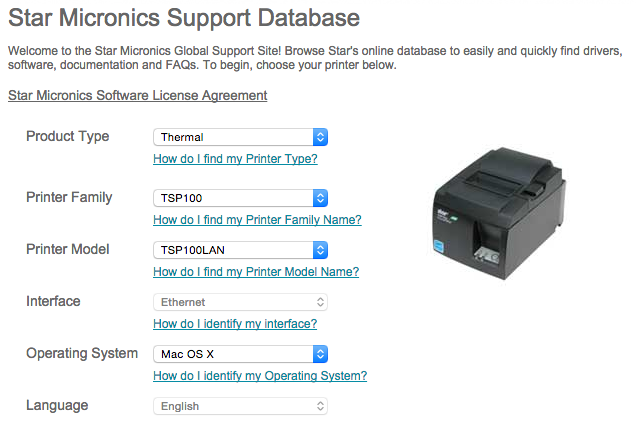 Star Micronics Support Database
Welcome to the Star Micronics Global Support Site! Browse Star's online database to easily and quickly find drivers,
software, documentation and FAQs. To begin, choose your printer below.
Star Micronics Software License Agreement
Product Type
Thermal
How do I find my Printer Type?
Printer Family
TSP100
How do I find my Printer Family Name?
Printer Model
TSP100LAN
How do I find my Printer Model Name?
Interface
Ethernet
How do I identify my interface?
Operating System
Mac OS X
How do I identify my Operating System?
Language
English
star